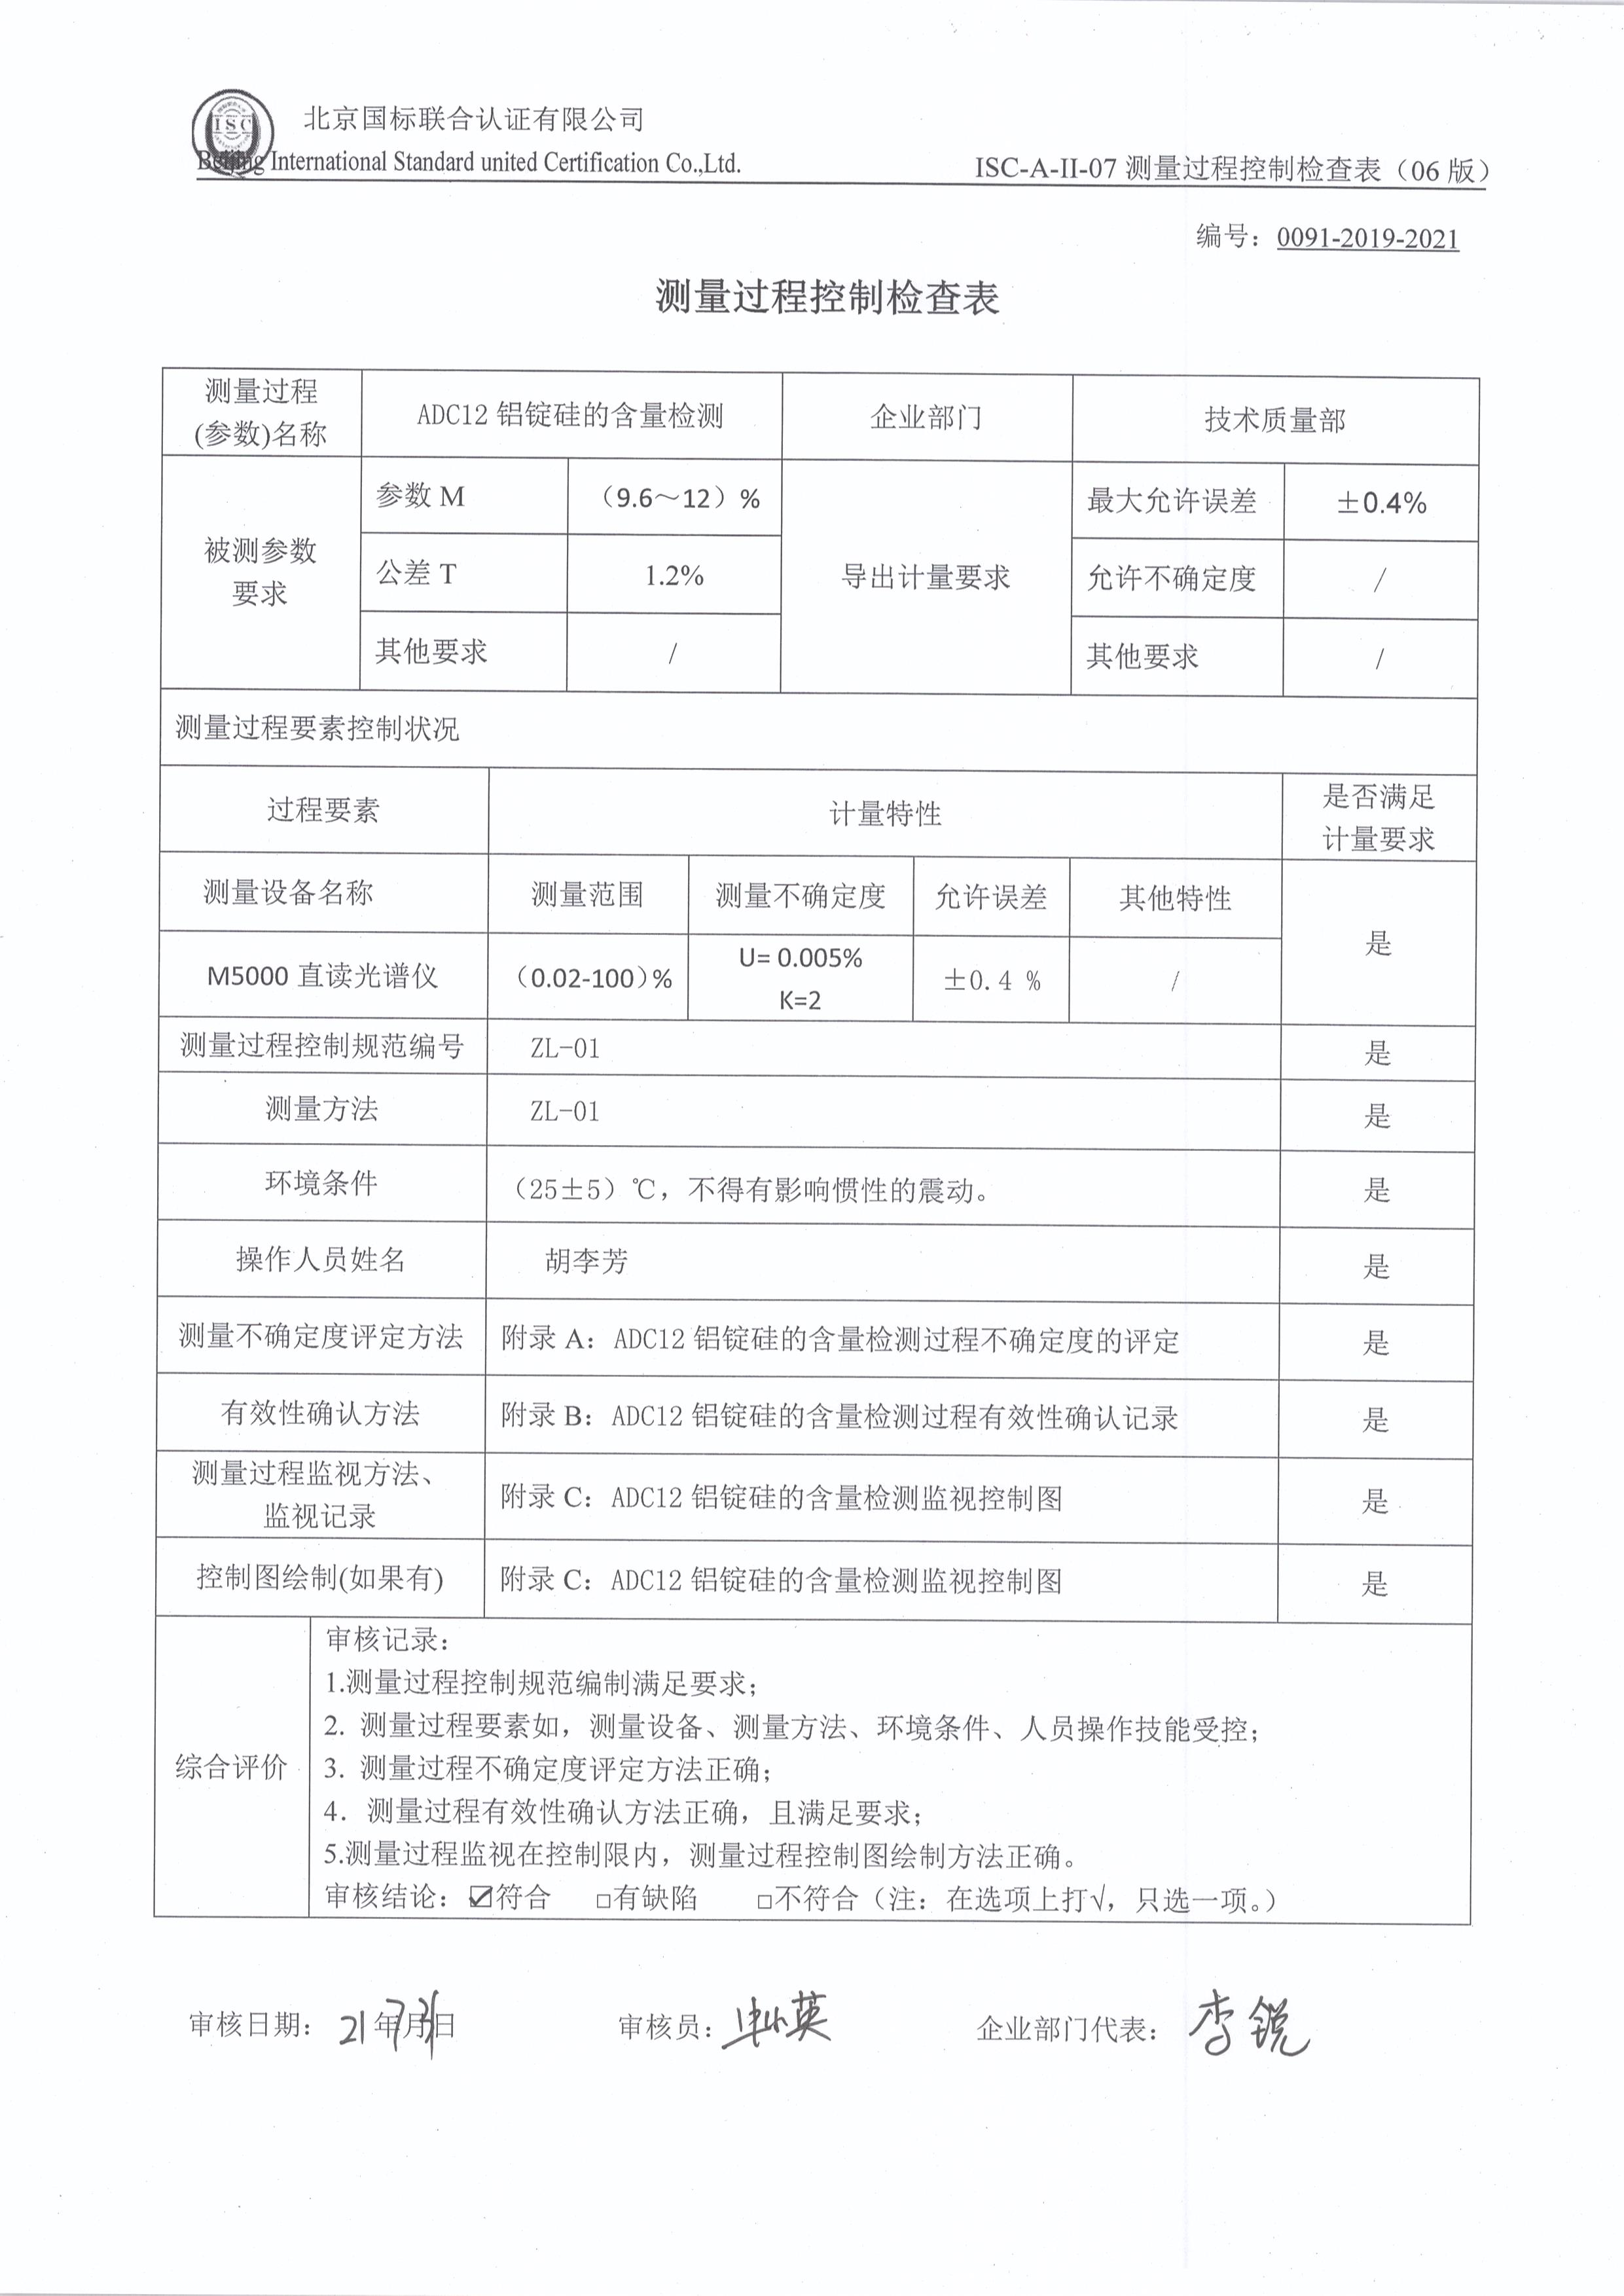 北京国标联合认证有限公司
Beijing International Standard united Certification Co.,Ltd.
ISC-A-II-07 测量过程控制检查表（06 版）
编号：0091-2019-2021
测量过程控制检查表
测量过程
(参数)名称
ADC12 铝锭硅的含量检测
企业部门
技术质量部
被测参数
要求
参数 M
（9.6～12）%
导出计量要求
最大允许误差
±0.4%
公差 T
1.2%
允许不确定度
/
其他要求
/
其他要求
/
测量过程要素控制状况
过程要素
计量特性
是否满足
计量要求
测量设备名称
测量范围
测量不确定度
允许误差
其他特性
是
M5000 直读光谱仪
（0.02-100）%
U= 0.005%
K=2
±0.4 %
/
测量过程控制规范编号
ZL-01
是
测量方法
ZL-01
是
环境条件
（25±5）℃，不得有影响惯性的震动。
是
操作人员姓名
胡李芳
是
测量不确定度评定方法
附录 A：ADC12 铝锭硅的含量检测过程不确定度的评定
是
有效性确认方法
附录 B：ADC12 铝锭硅的含量检测过程有效性确认记录
是
测量过程监视方法、
监视记录
附录 C：ADC12 铝锭硅的含量检测监视控制图
是
控制图绘制(如果有)
附录 C：ADC12 铝锭硅的含量检测监视控制图
是
综合评价
审核记录：
1.测量过程控制规范编制满足要求；
2. 测量过程要素如，测量设备、测量方法、环境条件、人员操作技能受控；
3. 测量过程不确定度评定方法正确；
4. 测量过程有效性确认方法正确，且满足要求；
5.测量过程监视在控制限内，测量过程控制图绘制方法正确。
审核结论：☑符合 □有缺陷 □不符合（注：在选项上打√，只选一项。）
审核日期：21年7月31日
审核员：
企业部门代表：李锐